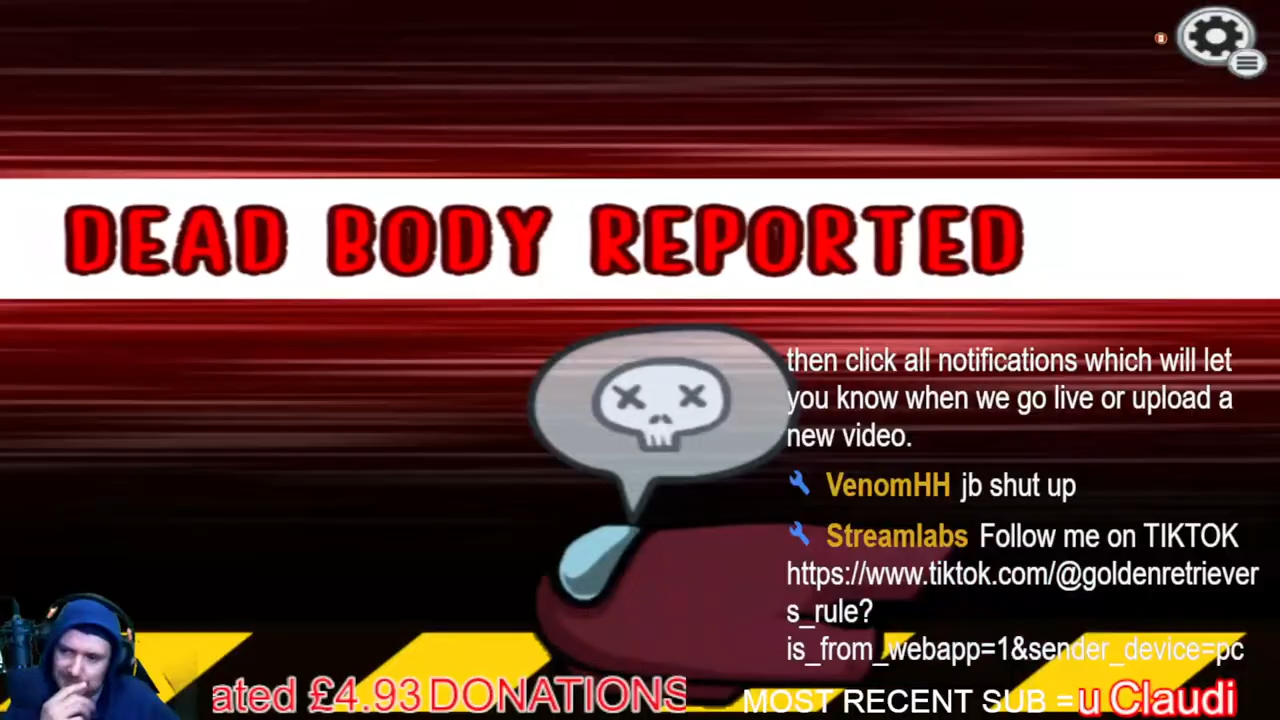 DEAD BODY REPORTED
then click all notifications which will let
you know when we go live or upload a
new video.
VenomHH jb shut up
Streamlabs Follow me on TIKTOK
https://www.tiktok.com/@goldenretriever
s_rule?
is_from_webapp=1&sender_device=pc
ated £4.93 DONATIONS
MOST RECENT SUB = u Claudi